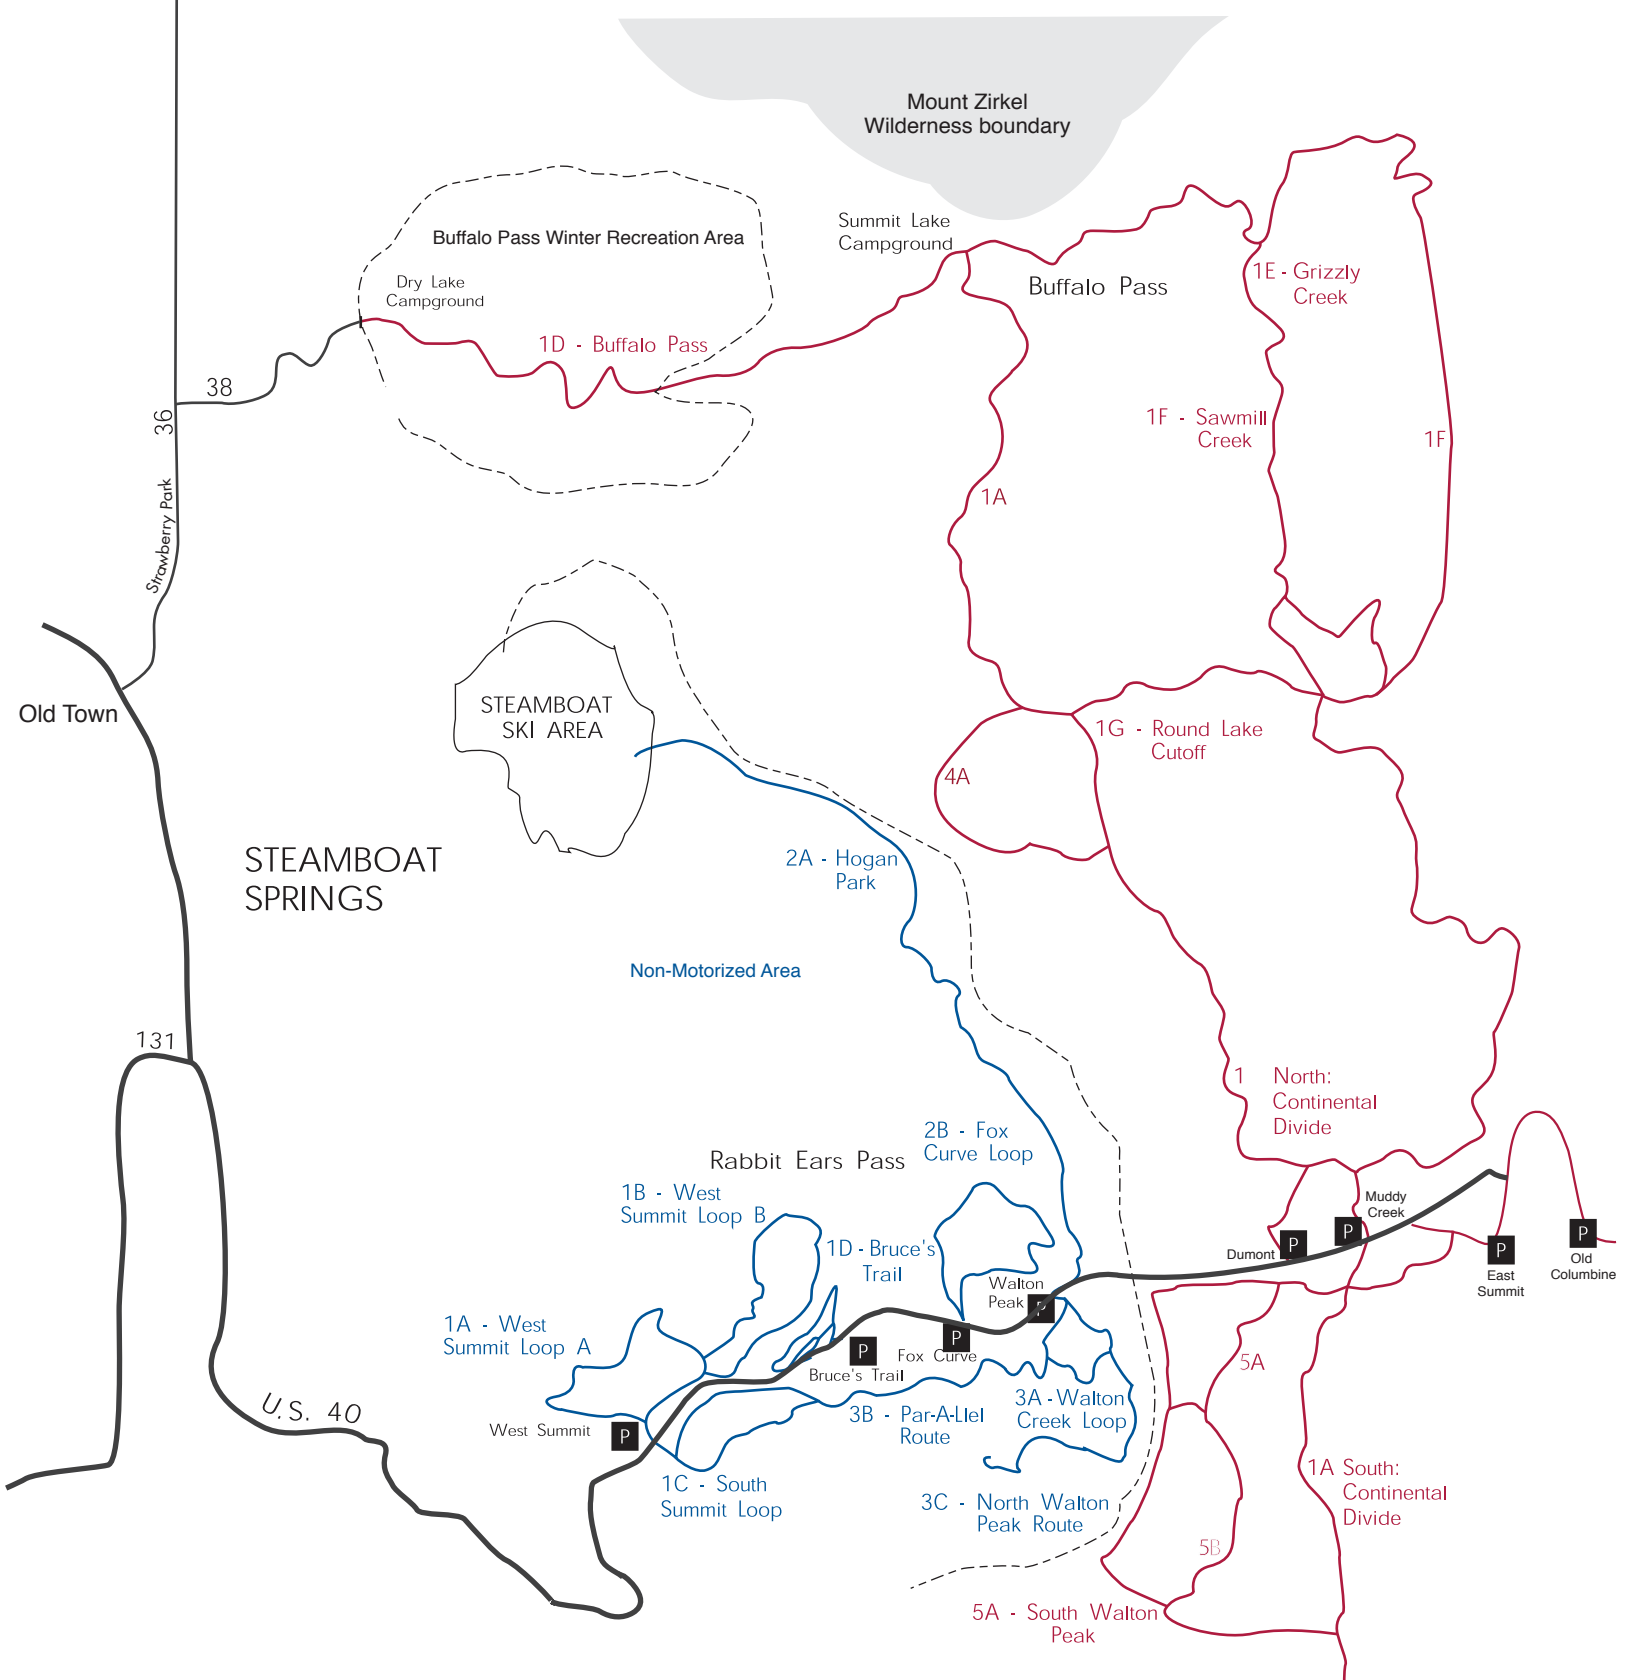 Mount Zirkel
Wilderness boundary
Summit Lake
Campground
Buffalo Pass Winter Recreation Area
Dry Lake
Campground
1D - Buffalo Pass
Buffalo Pass
1E - Grizzly
Creek
38
36
1F - Sawmill
Creek
1F
1A
Strawberry Park
Old Town
STEAMBOAT
SKI AREA
1G - Round Lake
Cutoff
4A
STEAMBOAT
SPRINGS
2A - Hogan
Park
Non-Motorized Area
131
1 North:
Continental
Divide
2B - Fox
Curve Loop
Rabbit Ears Pass
1B - West
Summit Loop B
Muddy
Creek
P
P
P
P
Dumont
East
Summit
Old
Columbine
1D - Bruce's
Trail
Walton
Peak
P
1A - West
Summit Loop A
P
Bruce's Trail
P
Fox Curve
5A
3A - Walton
Creek Loop
3B - Par-A-Llel
Route
U.S. 40
West Summit
P
1C - South
Summit Loop
3C - North Walton
Peak Route
1A South:
Continental
Divide
5B
5A - South Walton
Peak